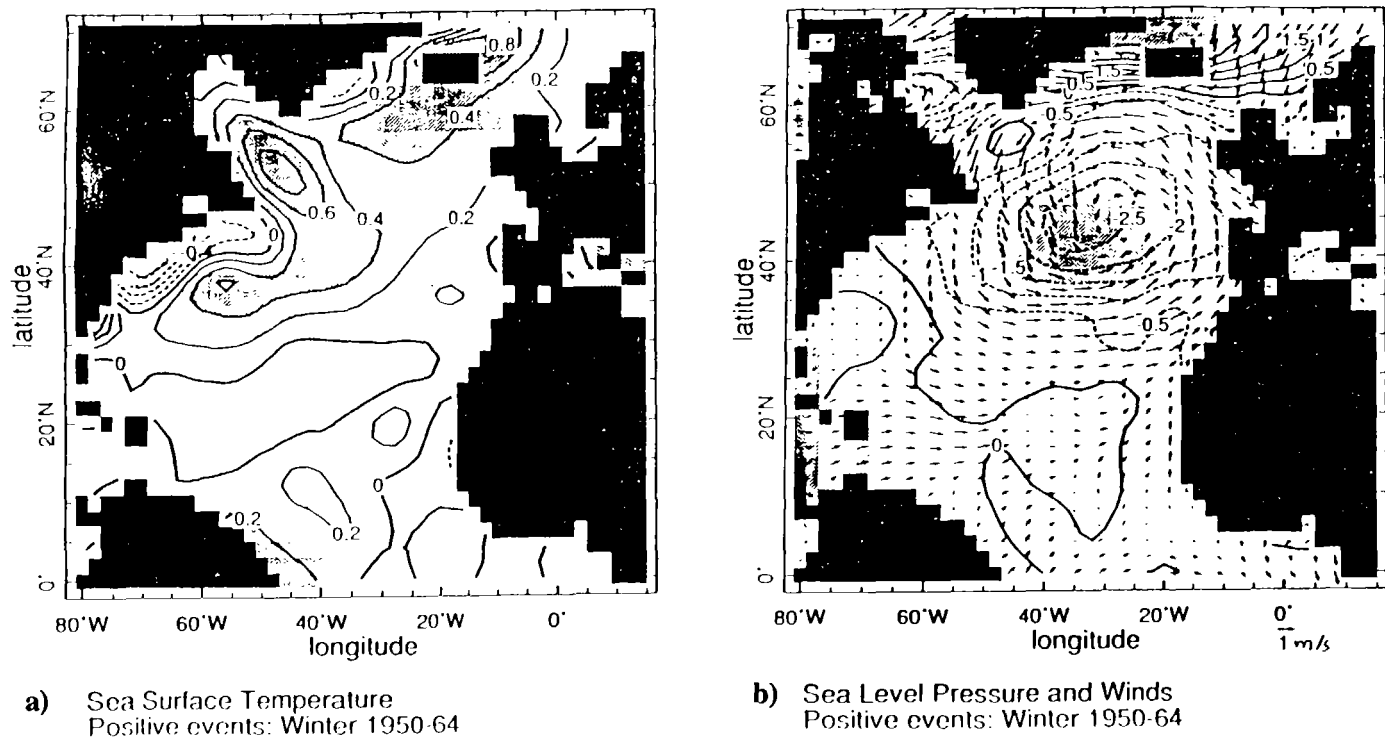 0.8
0.2
0.2
0.4
0.6
0.4
0.2
0
0
0
0
0.2
0.2
60°N
40°N
20°N
0°
latitude
80°W
60°W
40°W
20°W
0°
longitude
a) Sea Surface Temperature
Positive events: Winter 1950-64
1.5
0.5
1.5
0.5
0.5
-2.5
2
.5
0.5
0
60°N
40°N
20°N
0°
latitude
80°W
60°W
40°W
20°W
0°
longitude
1 m/s
b) Sea Level Pressure and Winds
Positive events: Winter 1950-64